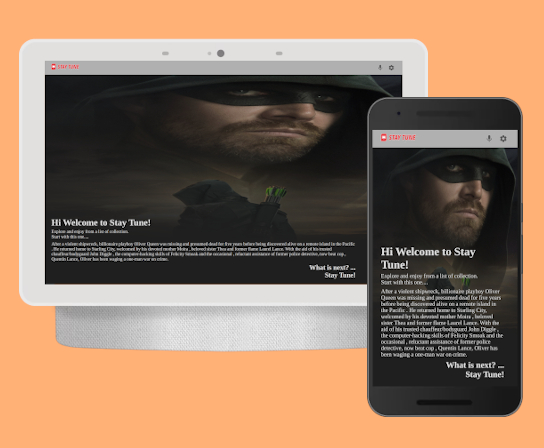 STAY TUNE
Hi Welcome to Stay Tune!
Explore and enjoy from a list of collection.
Start with this one....
After a violent shipwreck, billionaire playboy Oliver Queen was missing and presumed dead for five years before being discovered alive on a remote island in the Pacific
. He returned home to Starling City, welcomed by his devoted mother Moira , beloved sister Thea and former flame Laurel Lance. With the aid of his trusted
chauffeur/bodyguard John Diggle , the computer-hacking skills of Felicity Smoak and the occasional , reluctant assistance of former police detective, now beat cop ,
Quentin Lance, Oliver has been waging a one-man war on crime.
What is next? ...
Stay Tune!
STAY TUNE
Hi Welcome to Stay
Tune!
Explore and enjoy from a list of collection.
Start with this one....
After a violent shipwreck, billionaire playboy Oliver
Queen was missing and presumed dead for five years
before being discovered alive on a remote island in
the Pacific . He returned home to Starling City,
welcomed by his devoted mother Moira , beloved
sister Thea and former flame Laurel Lance. With the
aid of his trusted chauffeur/bodyguard John Diggle ,
the computer-hacking skills of Felicity Smoak and the
occasional , reluctant assistance of former police
detective, now beat cop , Quentin Lance, Oliver has
been waging a one-man war on crime.
What is next? ...
Stay Tune!